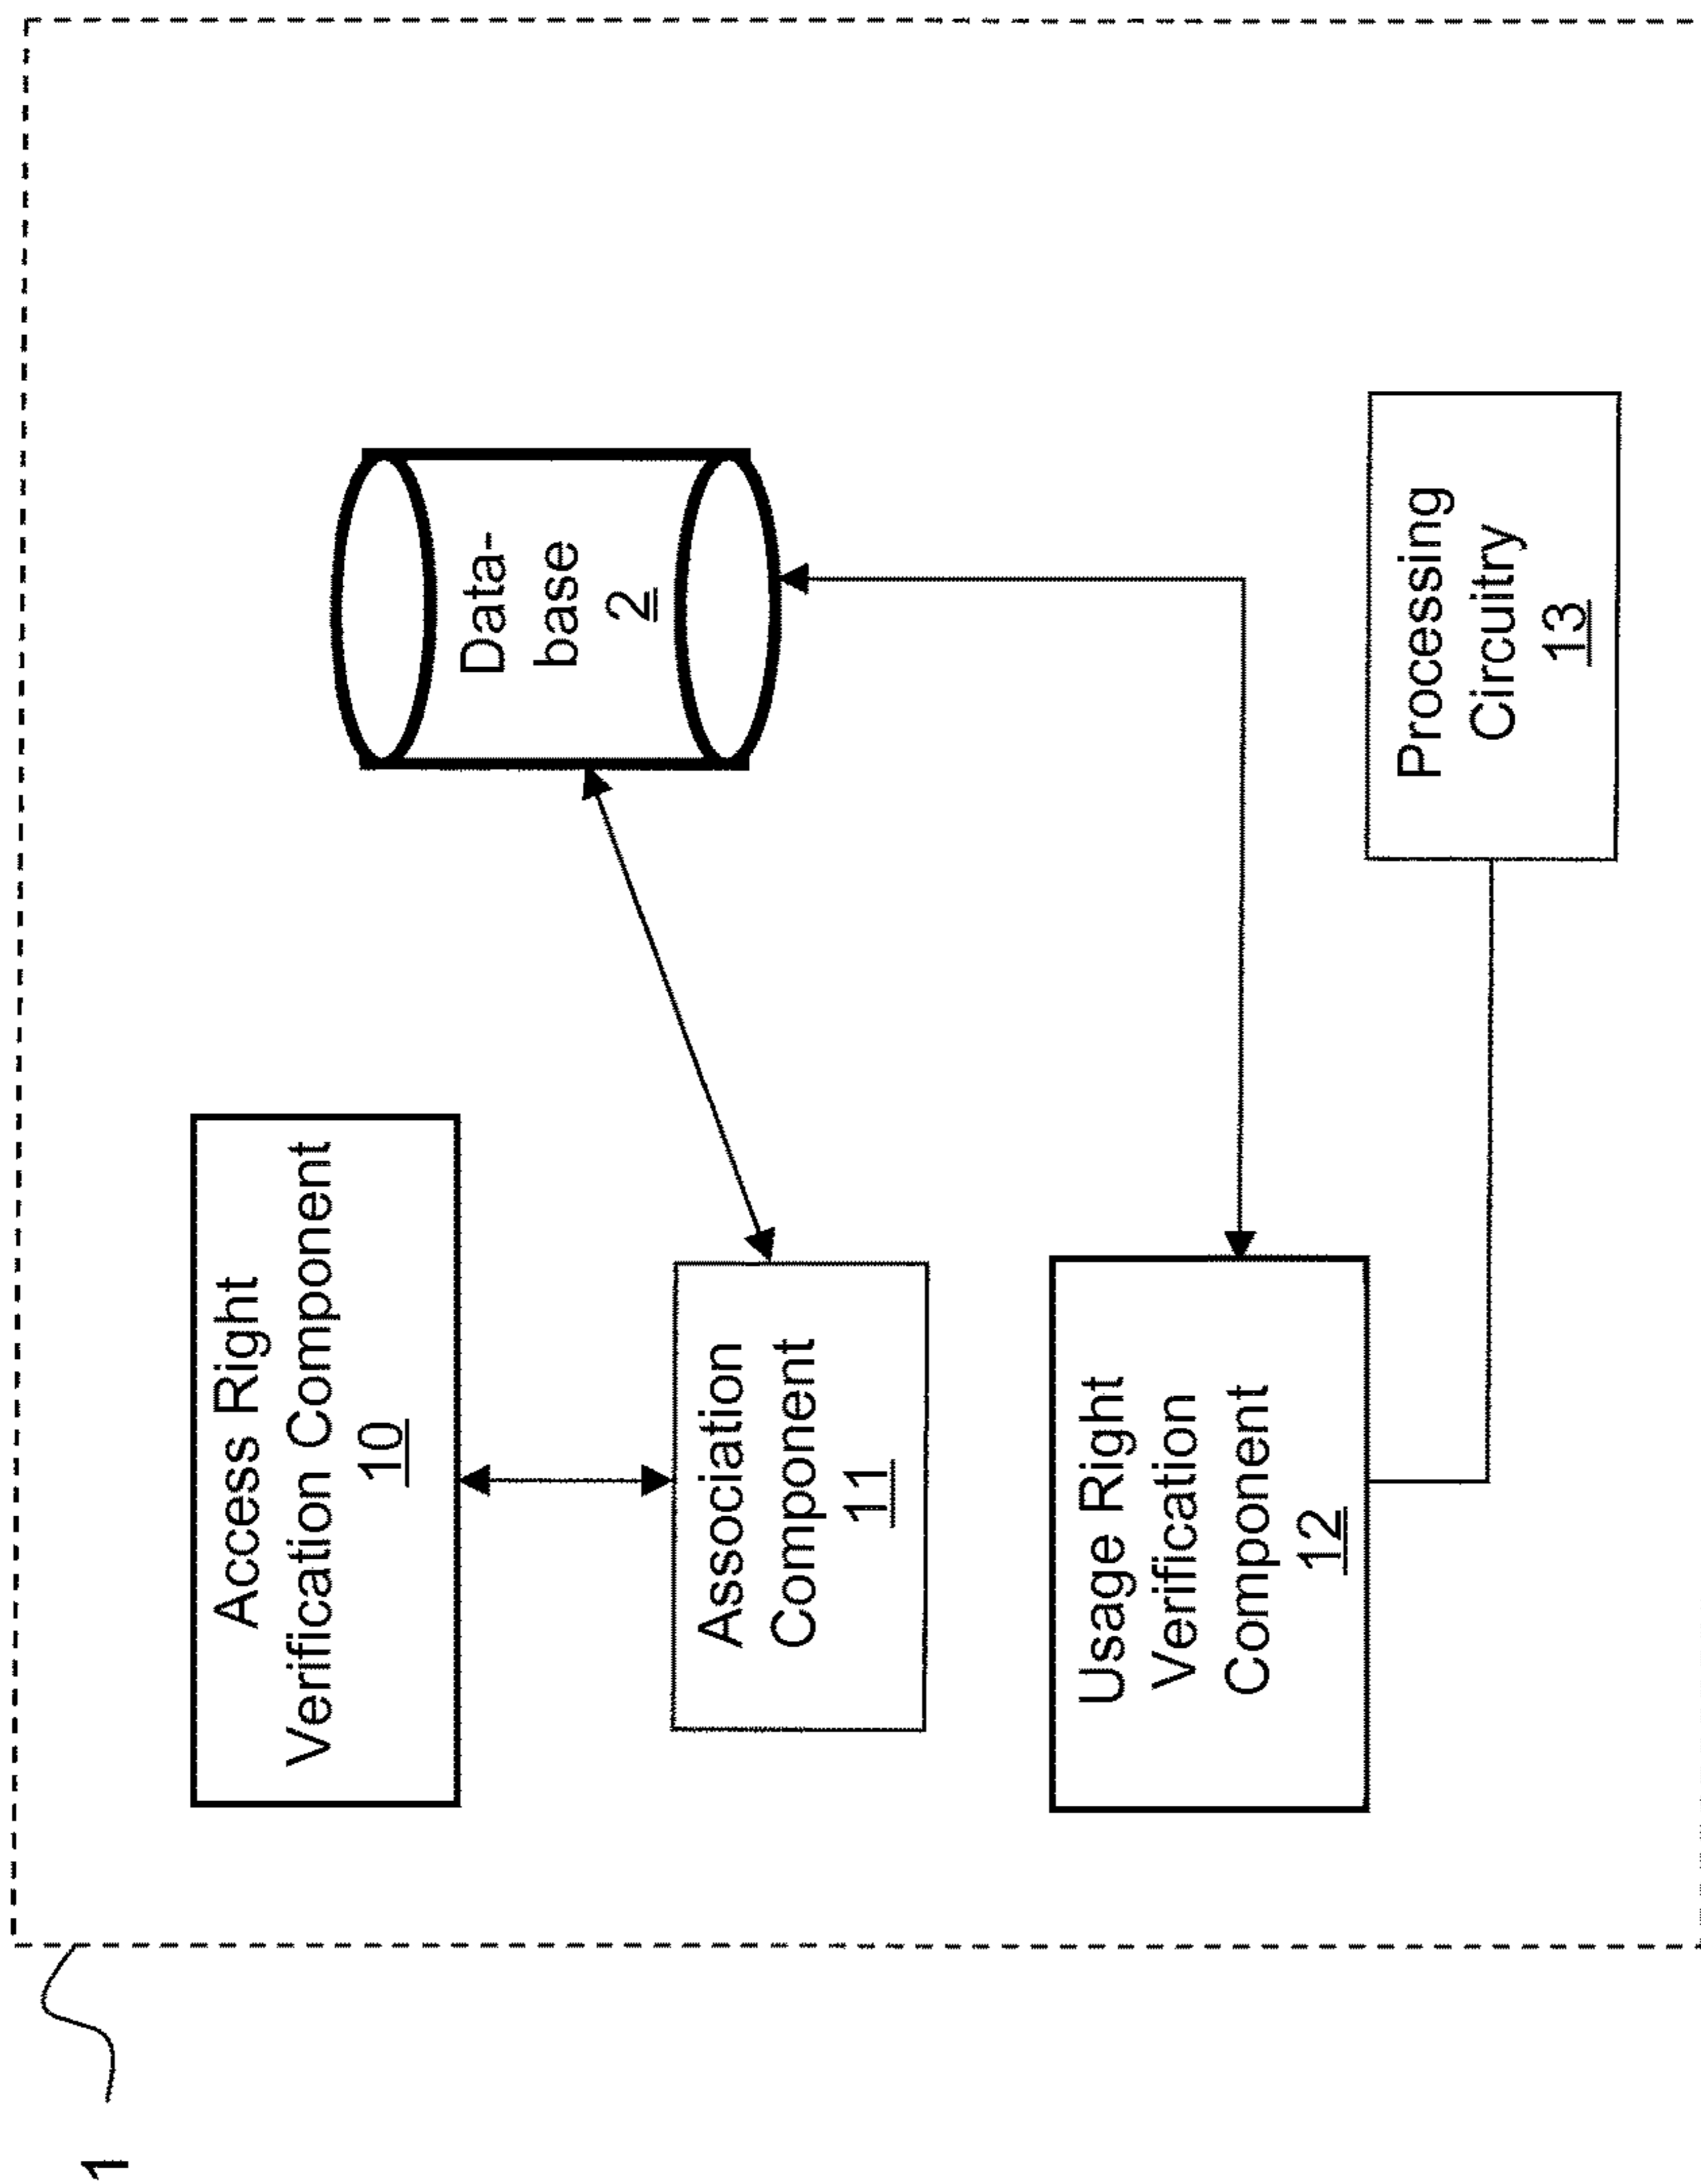 1
Access Right
Verification Component
10
Data-
base
2
Association
Component
11
Usage Right
Verification
Component
12
Processing
Circuitry
13